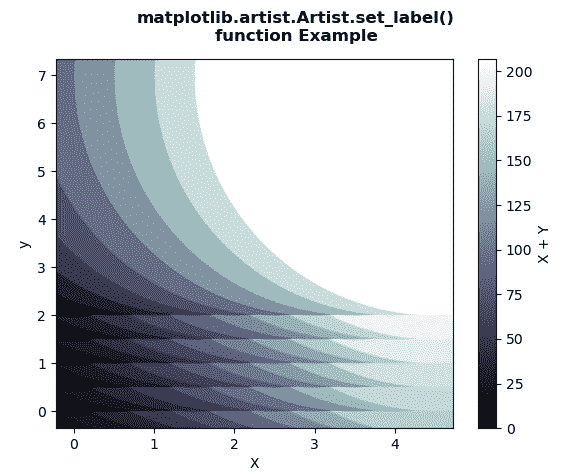 matplotlib.artist.Artist.set_label()
function Example
7
6
5
4
3
2
1
0
y
0 1 2 3 4
X
200
175
150
125
100
75
50
25
0
X + Y